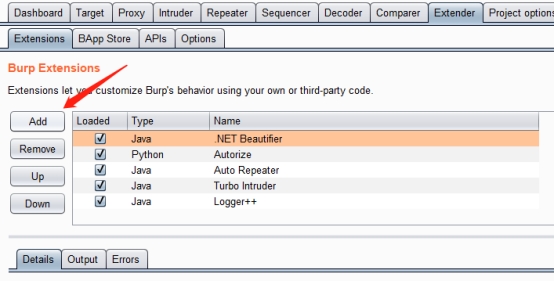 Dashboard Target Proxy Intruder Repeater Sequencer Decoder Comparer Extender Project options
Extensions BApp Store APIs Options
Burp Extensions
Extensions let you customize Burp's behavior using your own or third-party code.
Add Loaded Type Name
Java .NET Beautifier
Remove Python Autorize
Java Auto Repeater
Up Java Turbo Intruder
Down Java Logger++
Details Output Errors